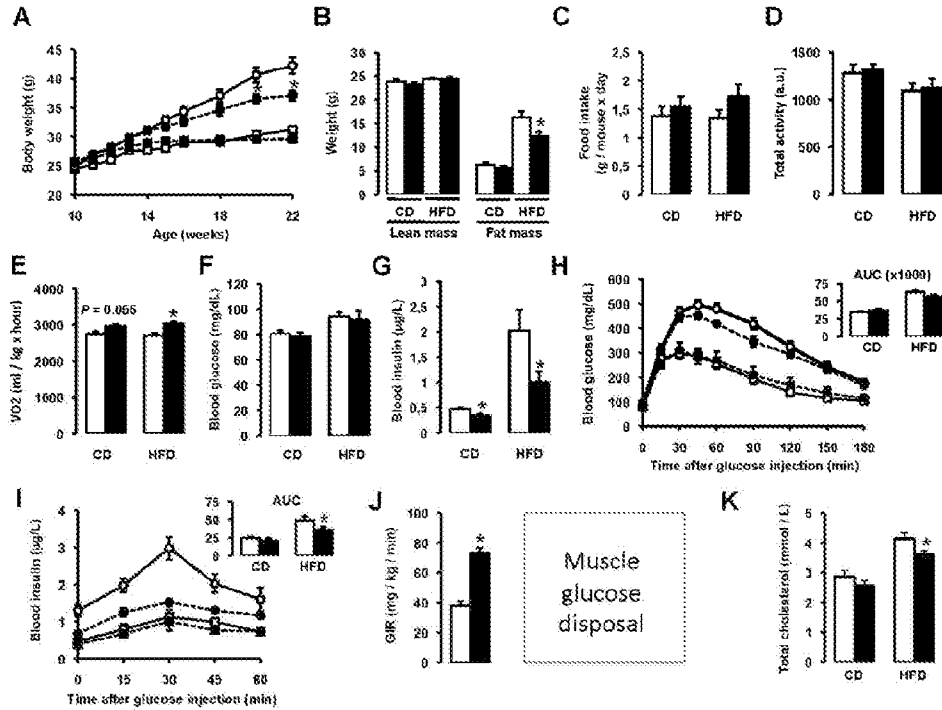 A
Body weight (g)
45
40
35
30
25
20
10
14
18
22
Age (weeks)
B
Weight (g)
CD HFD
CD HFD
Lean mass
Fat mass
C
Food intake
(g / mouse x day)
2,5
2
1,5
1
0,5
0
CD HFD
D
Total activity (a.u.)
1500
1000
500
0
CD HFD
E
VO2 (ml / kg x hour)
4000
3000
2000
1000
0
P = 0.055
*
CD HFD
F
Blood glucose (mg/dL)
120
100
80
60
40
20
0
CD HFD
G
Blood insulin (µg/L)
3
2,5
2
1,5
1
0,5
0
*
*
CD HFD
H
Blood glucose (mg/dL)
600
500
400
300
200
100
0
0 30 60 90 120 150 180
Time after glucose injection (min)
AUC (x1000)
75
50
25
0
CD HFD
I
Blood insulin (µg/L)
4
3
2
1
0
0 15 30 45 60
Time after glucose injection (min)
AUC
75
50
25
0
*
CD HFD
J
GIR (mg / kg / min)
100
80
60
40
20
0
*
Muscle
glucose
disposal
K
Total cholesterol (mmol / L)
5
4
3
2
1
0
*
CD HFD